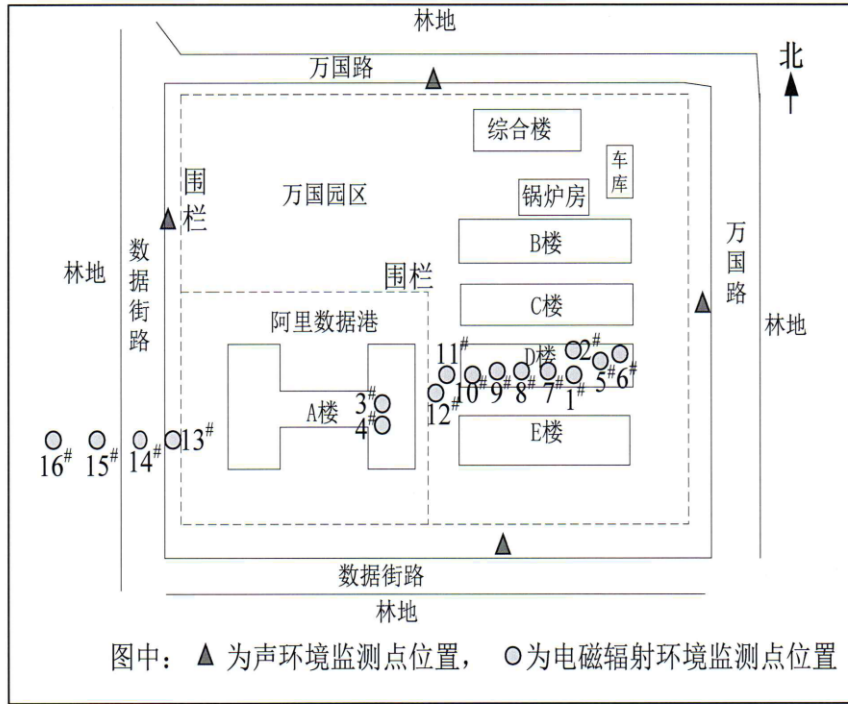 林地
万国路
北
综合楼
车库
围栏
万国园区
锅炉房
B楼
万国路
数据街路
林地
围栏
C楼
阿里数据港
林地
D楼
2#
11#
5#
6#
10#
9#
8#
7#
1#
3#
12#
A楼
4#
E楼
13#
16#
15#
14#
数据街路
林地
图中： 为声环境监测点位置， 为电磁辐射环境监测点位置